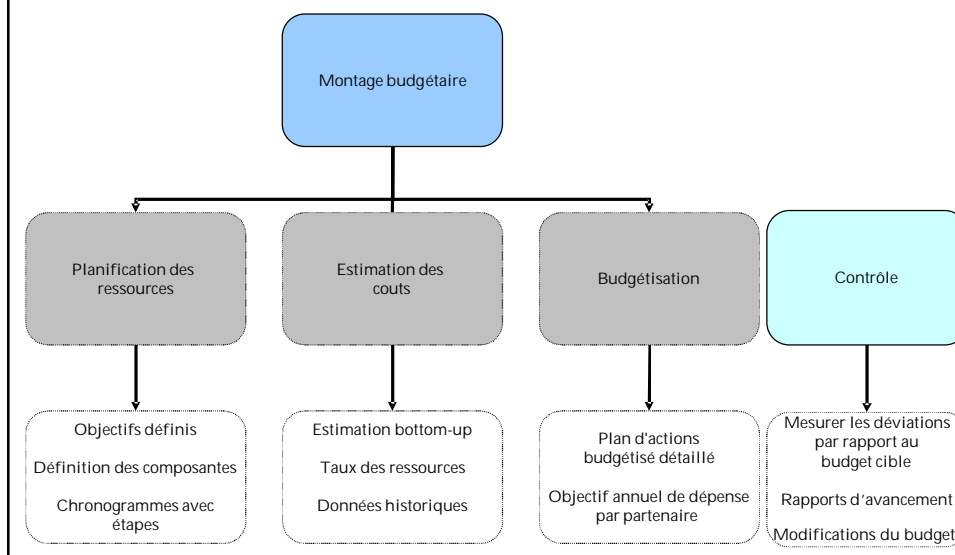 Montage budgétaire
Planification des
ressources
Estimation des
couts
Budgétisation
Contrôle
Objectifs définis
Définition des composantes
Chronogrammes avec
étapes
Estimation bottom-up
Taux des ressources
Données historiques
Plan d'actions
budgétisé détaillé
Objectif annuel de dépense
par partenaire
Mesurer les déviations
par rapport au
budget cible
Rapports d’avancement
Modifications du budget